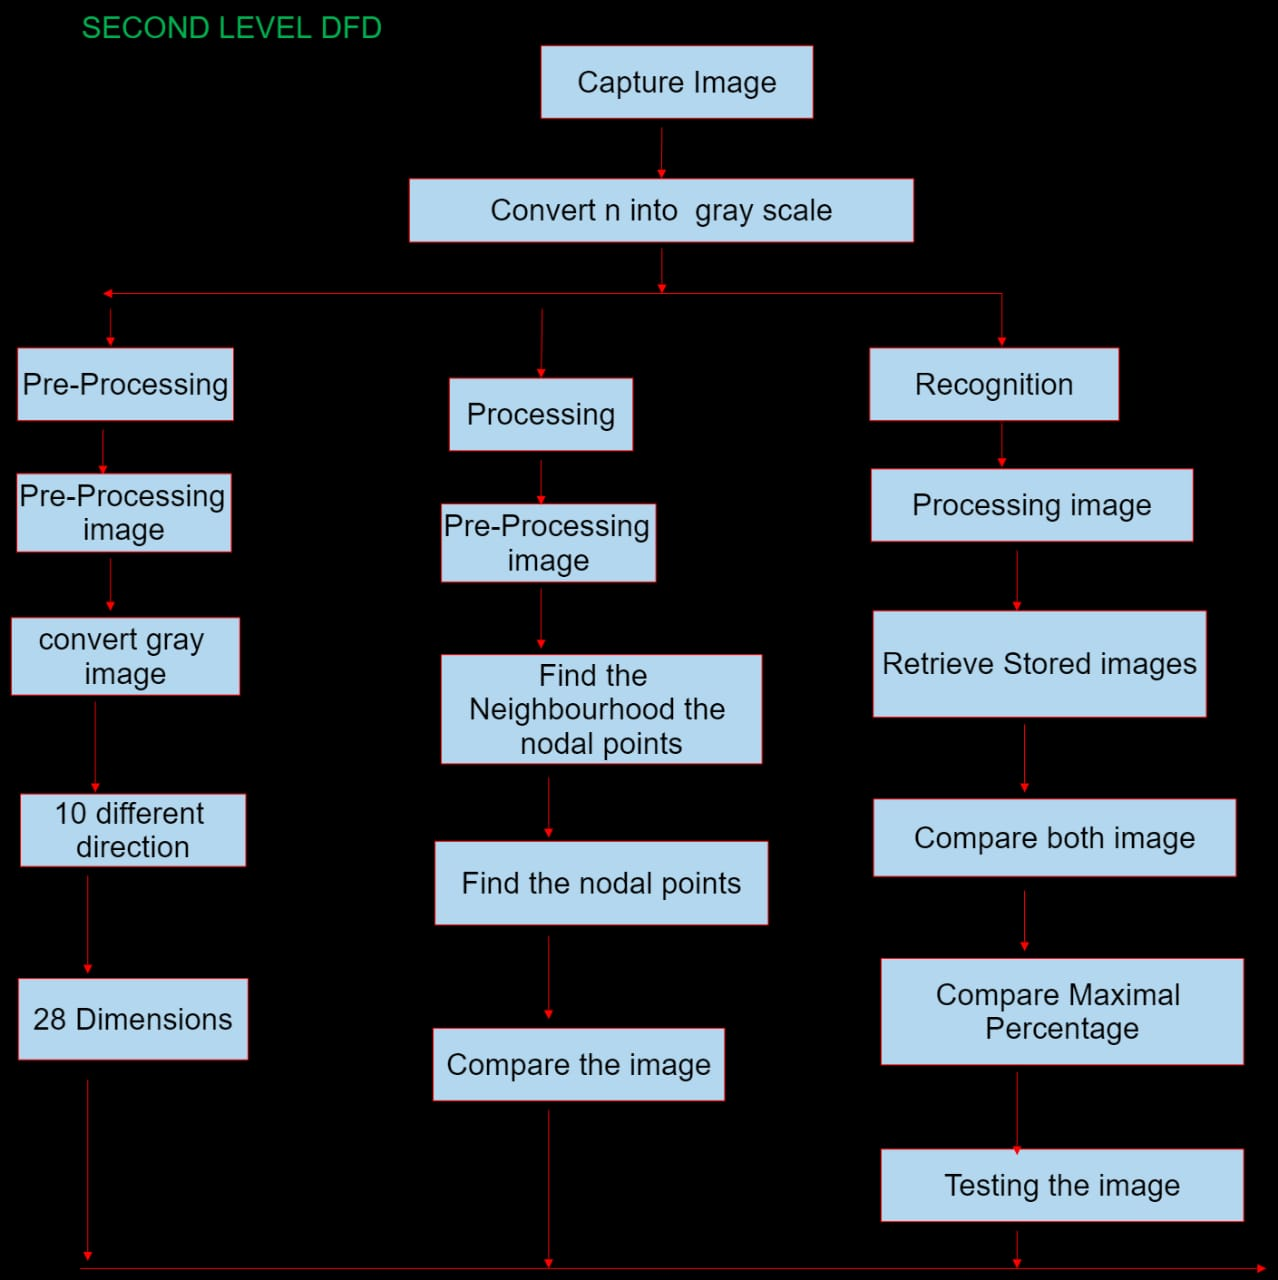 SECOND LEVEL DFD
Capture Image
Convert n into  gray scale
Pre-Processing
Pre-Processing
image
convert gray
image
10 different
direction
28 Dimensions
Processing
Pre-Processing
image
Find the
Neighbourhood the
nodal points
Find the nodal points
Compare the image
Recognition
Processing image
Retrieve Stored images
Compare both image
Compare Maximal
Percentage
Testing the image